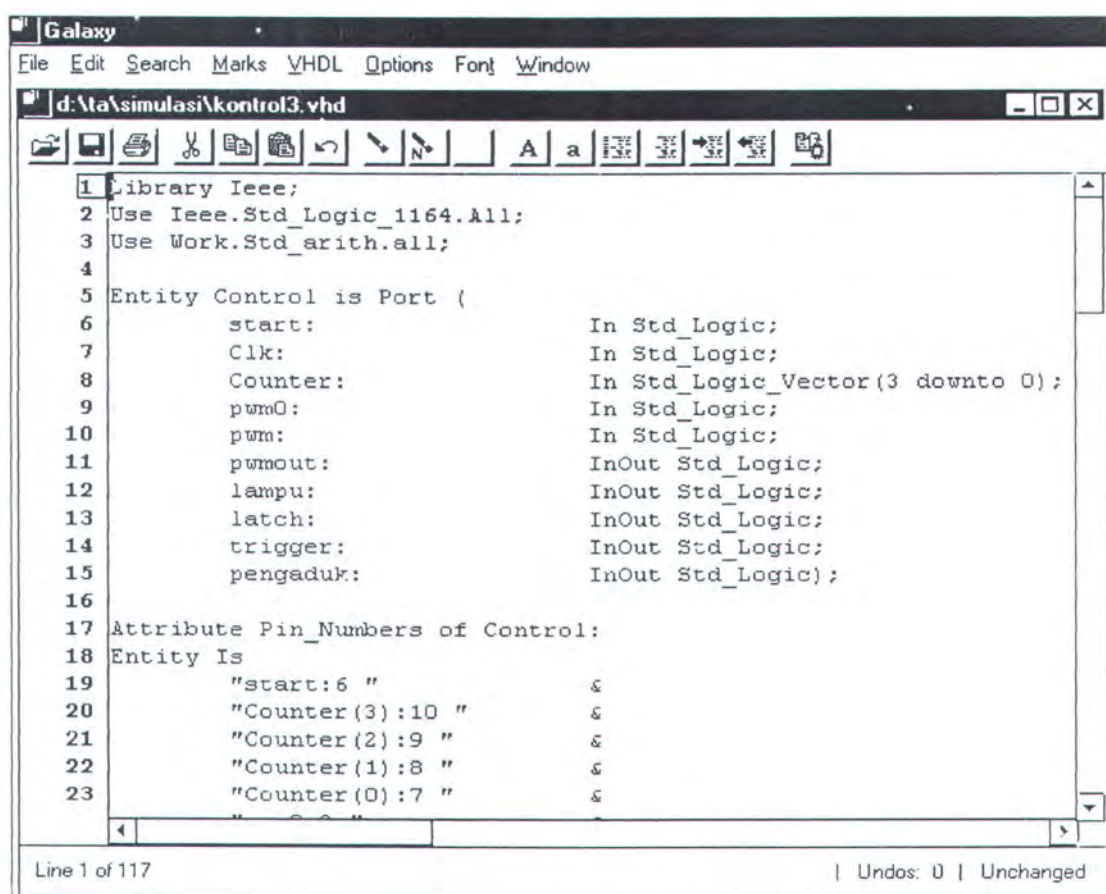 Galaxy
File Edit Search Marks VHDL Options Font Window
d:\ta\simulasi\kontrol3.vhd
N A a
1 Library Ieee;
2 Use Ieee.Std_Logic_1164.All;
3 Use Work.Std_arith.all;
4
5 Entity Control is Port (
6 start: In Std_Logic;
7 Clk: In Std_Logic;
8 Counter: In Std_Logic_Vector(3 downto 0);
9 pwm0: In Std_Logic;
10 pwm: In Std_Logic;
11 pwmout: InOut Std_Logic;
12 lampu: InOut Std_Logic;
13 latch: InOut Std_Logic;
14 trigger: InOut Std_Logic;
15 pengaduk: InOut Std_Logic);
16
17 Attribute Pin_Numbers of Control:
18 Entity Is
19 "start:6 " &
20 "Counter(3):10 " &
21 "Counter(2):9 " &
22 "Counter(1):8 " &
23 "Counter(0):7 " &
Line 1 of 117 | Undos: 0 | Unchanged